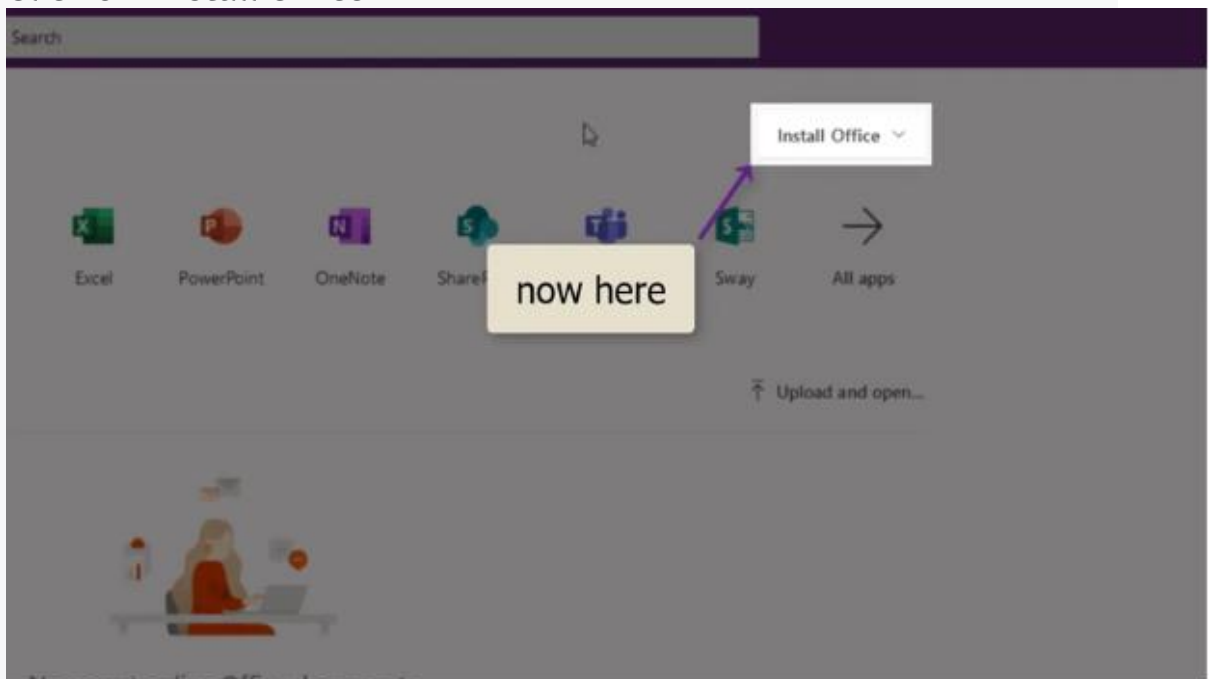 Search
Install Office
Excel PowerPoint OneNote Sway All apps
now here
Upload and open...